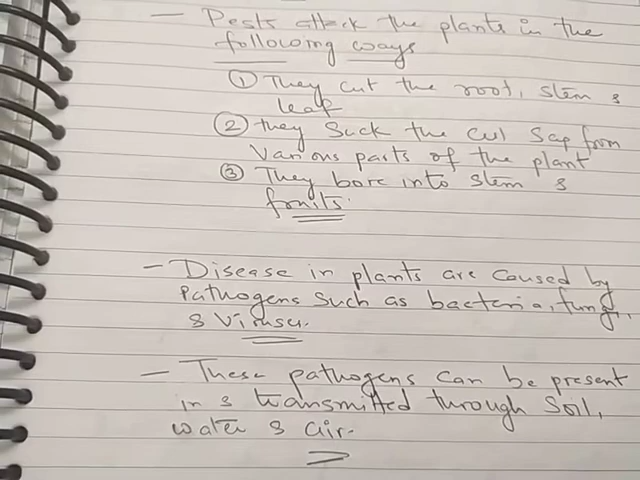 — Pests attack the plants in the
following ways
① They cut the root, stem &
leaf
② They suck the cell sap from
various parts of the plant
③ They bore into stem &
fruits.
— Disease in plants are caused by
pathogens such as bacteria, fungi,
& viruses.
— These pathogens can be present
in & transmitted through soil,
water & air.